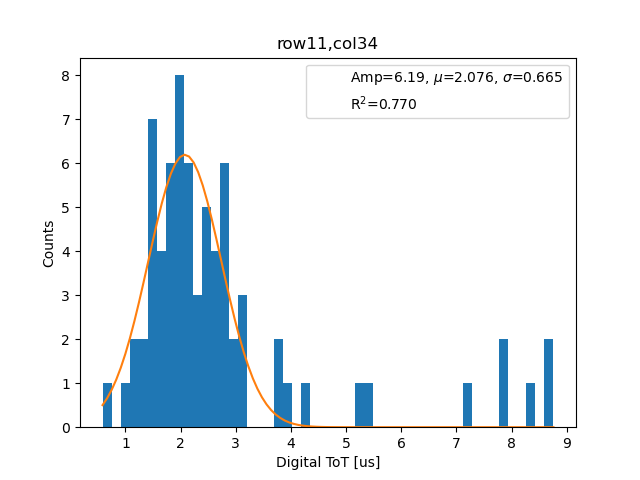 row11,col34
Amp=6.19, μ=2.076, σ=0.665
R²=0.770
8
7
6
5
4
3
2
1
0
Counts
1 2 3 4 5 6 7 8 9
Digital ToT [us]